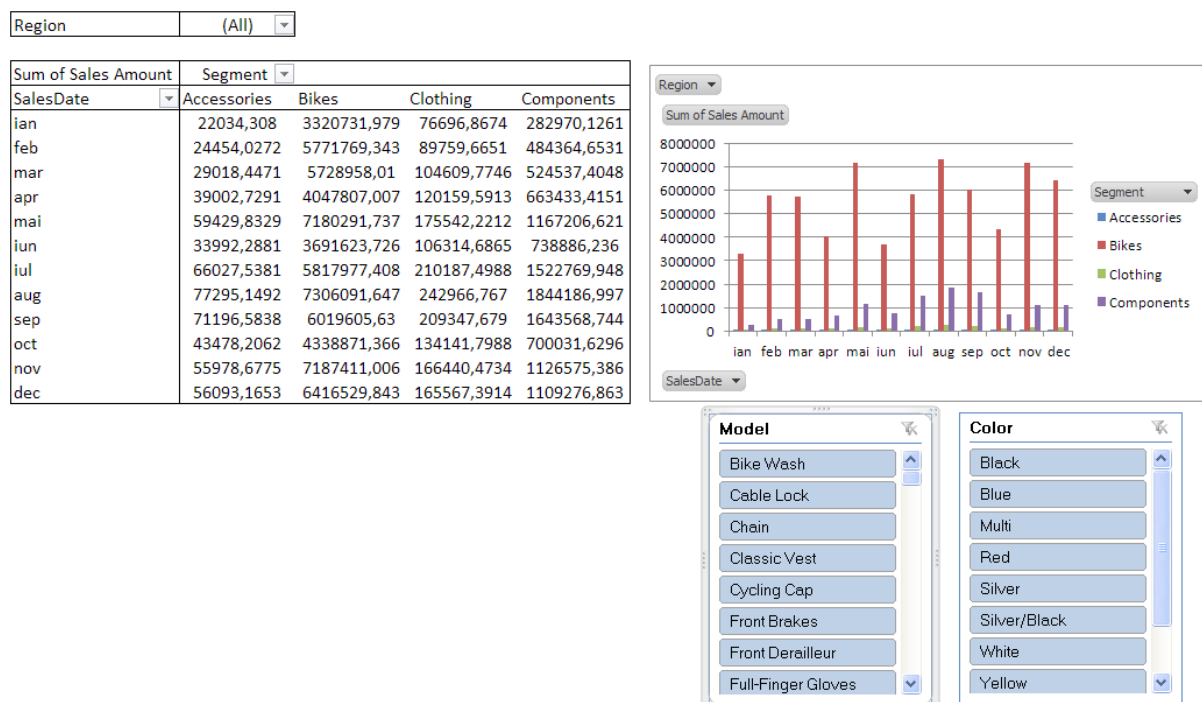 Region (All)
Sum of Sales Amount Segment
SalesDate Accessories Bikes Clothing Components
ian 22034,308 3320731,979 76696,8674 282970,1261
feb 24454,0272 5771769,343 89759,6651 484364,6531
mar 29018,4471 5728958,01 104609,7746 524537,4048
apr 39002,7291 4047807,007 120159,5913 663433,4151
mai 59429,8329 7180291,737 175542,2212 1167206,621
iun 33992,2881 3691623,726 106314,6865 738886,236
iul 66027,5381 5817977,408 210187,4988 1522769,948
aug 77295,1492 7306091,647 242966,767 1844186,997
sep 71196,5838 6019605,63 209347,679 1643568,744
oct 43478,2062 4338871,366 134141,7988 700031,6296
nov 55978,6775 7187411,006 166440,4734 1126575,386
dec 56093,1653 6416529,843 165567,3914 1109276,863
Region
Sum of Sales Amount
8000000
7000000
6000000
5000000
4000000
3000000
2000000
1000000
0
ian feb mar apr mai iun iul aug sep oct nov dec
Segment
Accessories
Bikes
Clothing
Components
SalesDate
Model
Bike Wash
Cable Lock
Chain
Classic Vest
Cycling Cap
Front Brakes
Front Derailleur
Full-Finger Gloves
Color
Black
Blue
Multi
Red
Silver
Silver/Black
White
Yellow